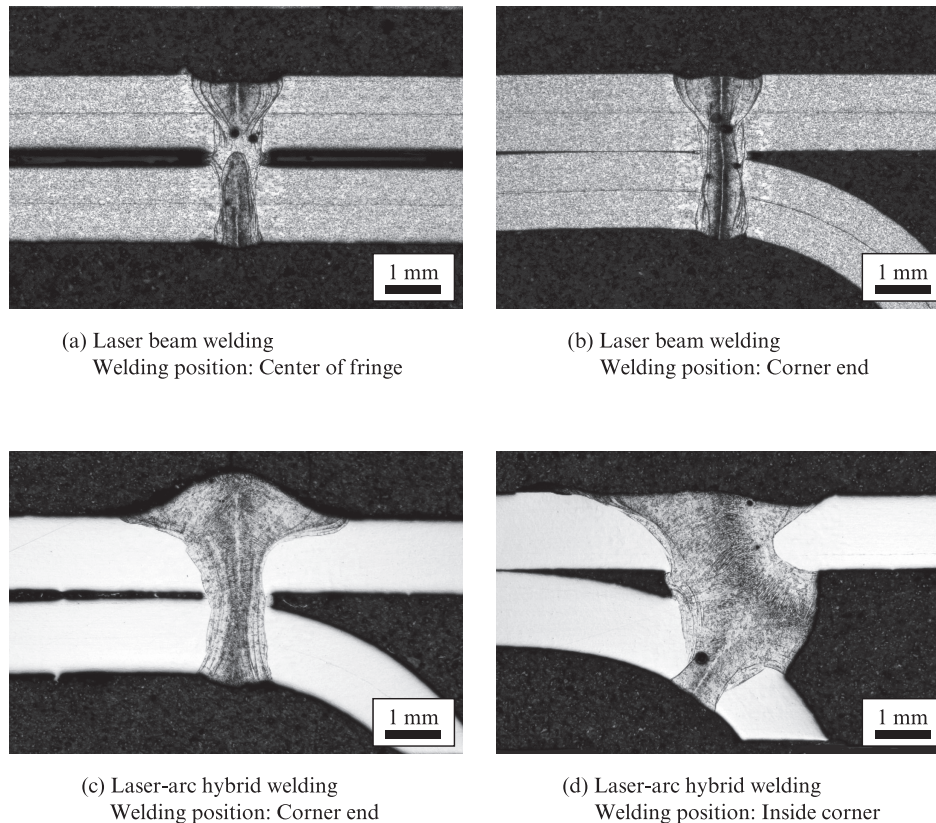 1 mm
1 mm
(a) Laser beam welding
Welding position: Center of fringe
(b) Laser beam welding
Welding position: Corner end
1 mm
1 mm
(c) Laser-arc hybrid welding
Welding position: Corner end
(d) Laser-arc hybrid welding
Welding position: Inside corner